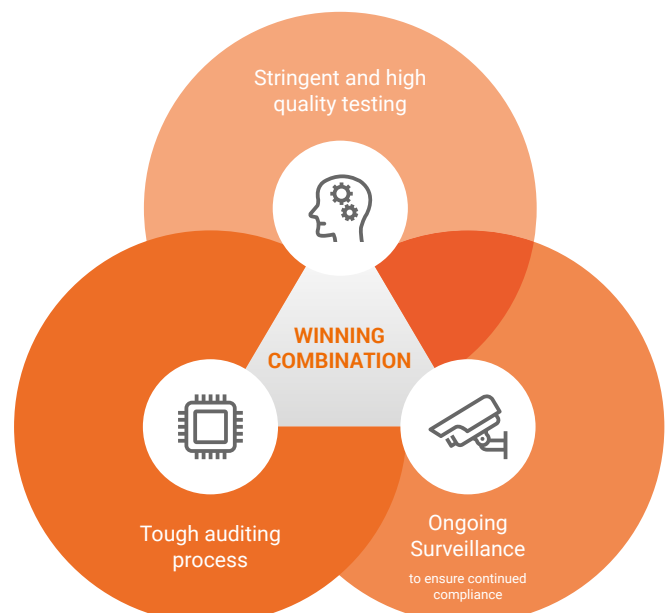 Stringent and high
quality testing
WINNING
COMBINATION
Tough auditing
process
Ongoing
Surveillance
to ensure continued
compliance